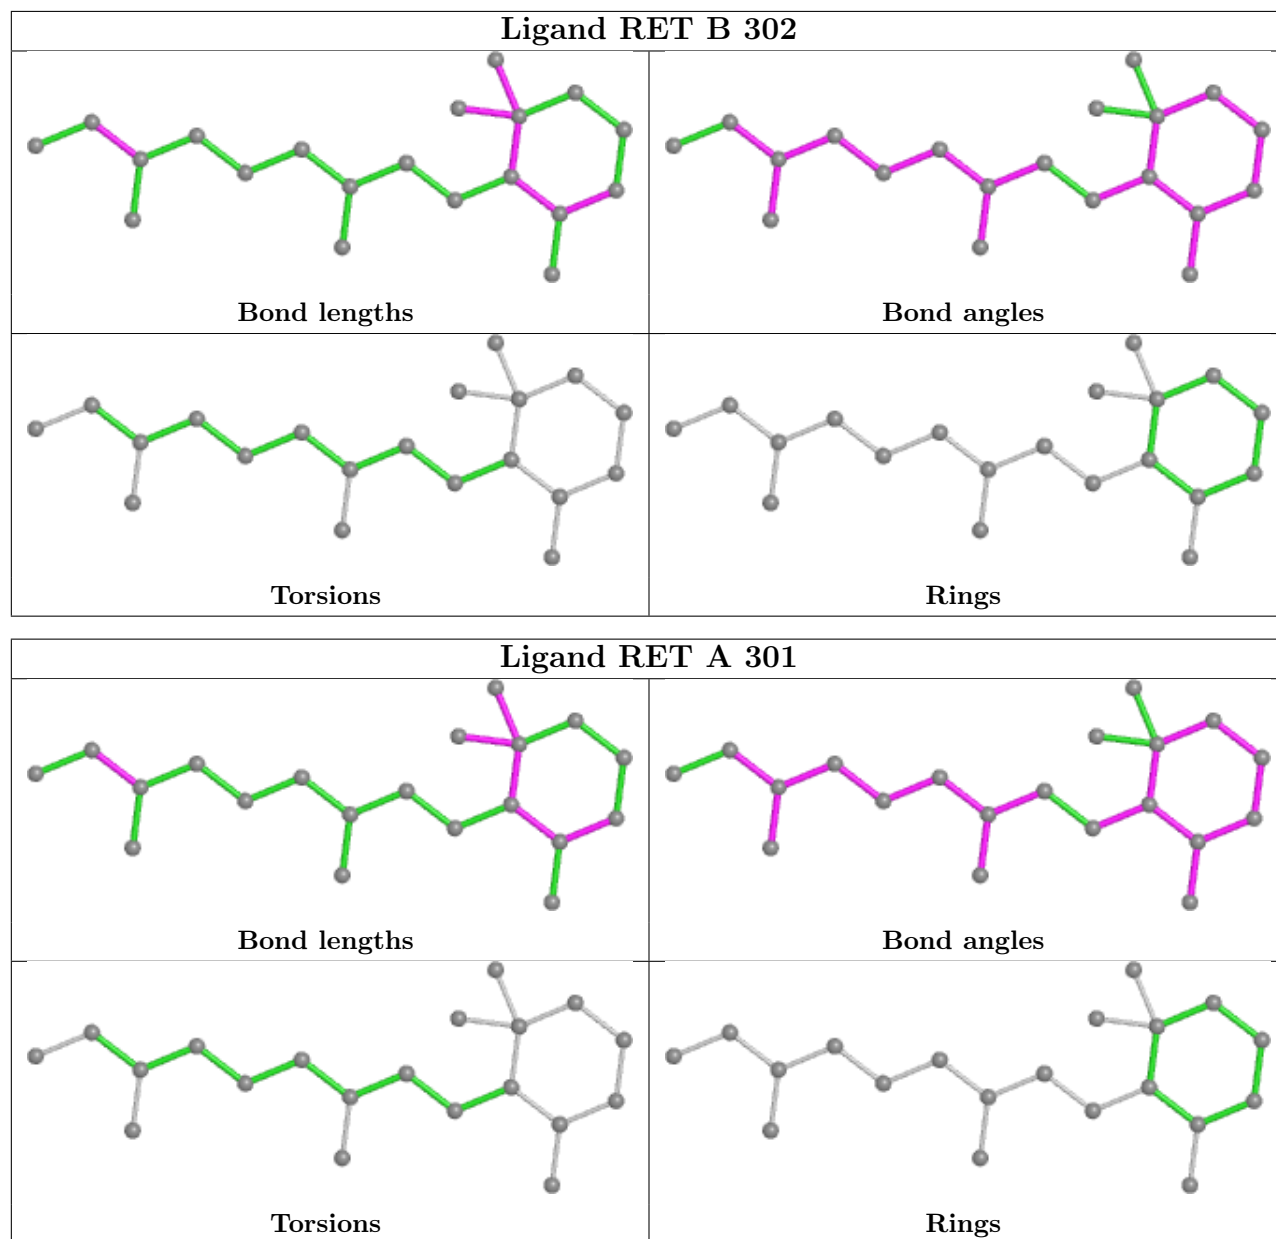 Ligand RET B 302
Bond lengths
Bond angles
Torsions
Rings
Ligand RET A 301
Bond lengths
Bond angles
Torsions
Rings